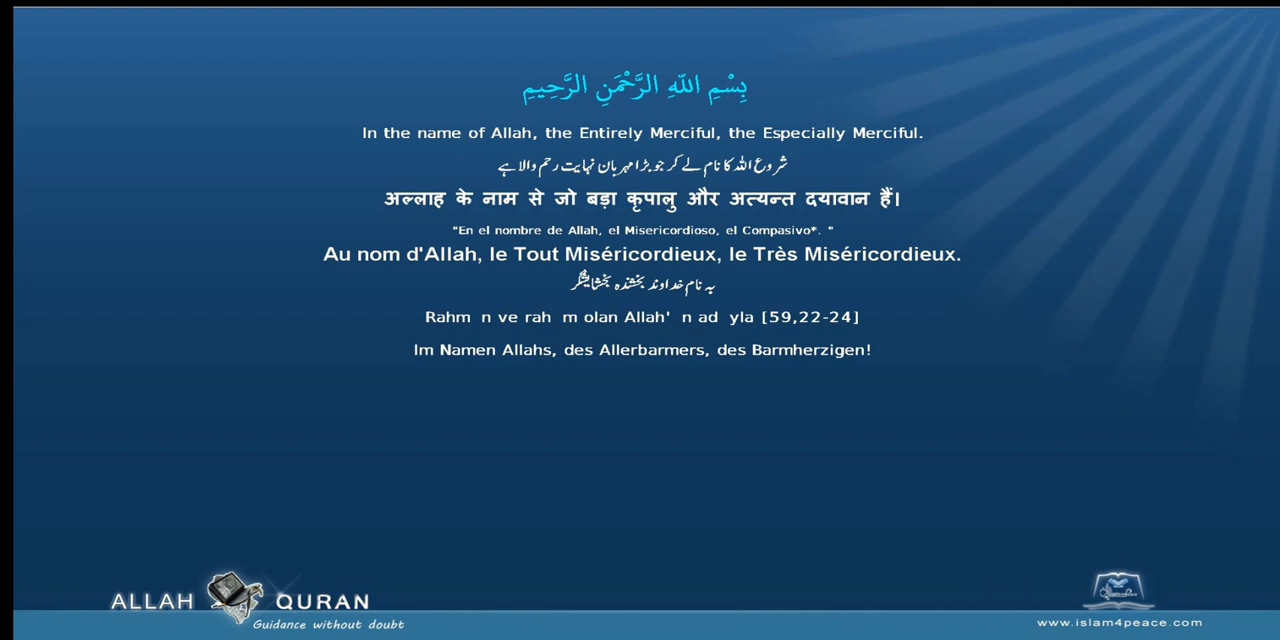 بِسْمِ اللّٰهِ الرَّحْمَنِ الرَّحِيمِ
In the name of Allah, the Entirely Merciful, the Especially Merciful.
شروع اللہ کا نام لے کر جو بڑا مہربان نہایت رحم والا ہے
अल्लाह के नाम से जो बड़ा कृपालु और अत्यन्त दयावान हैं।
"En el nombre de Allah, el Misericordioso, el Compasivo*. "
Au nom d'Allah, le Tout Miséricordieux, le Très Miséricordieux.
به نام خداوند بخشنده بخشایشگر
Rahm n ve rah m olan Allah' n ad yla [59,22-24]
Im Namen Allahs, des Allerbarmers, des Barmherzigen!
ALLAH QURAN
Guidance without doubt
www.islam4peace.com